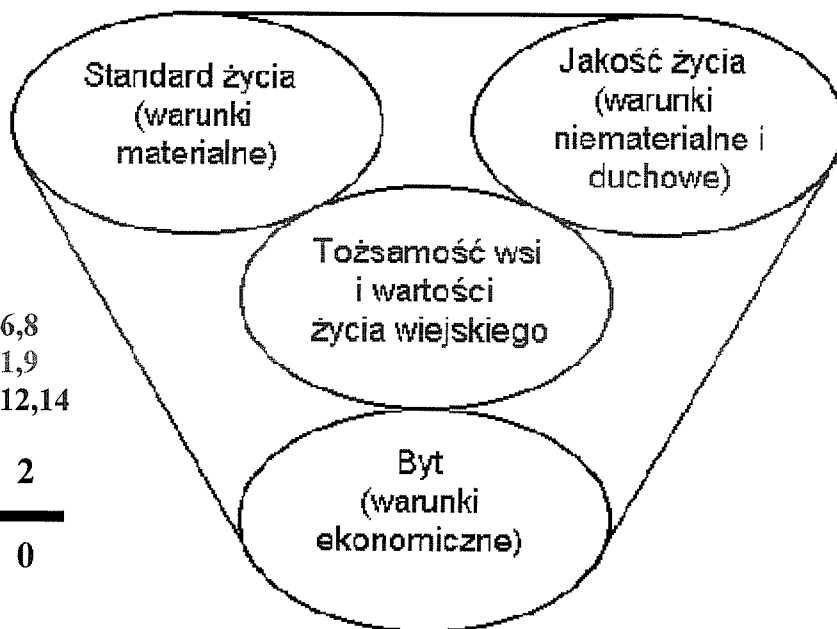 Standard życia
(warunki
materialne)
Jakość życia
(warunki
niematerialne i
duchowe)
Tożsamość wsi
i wartości
życia wiejskiego
6,8
1,9
12,14
2
0
Byt
(warunki
ekonomiczne)